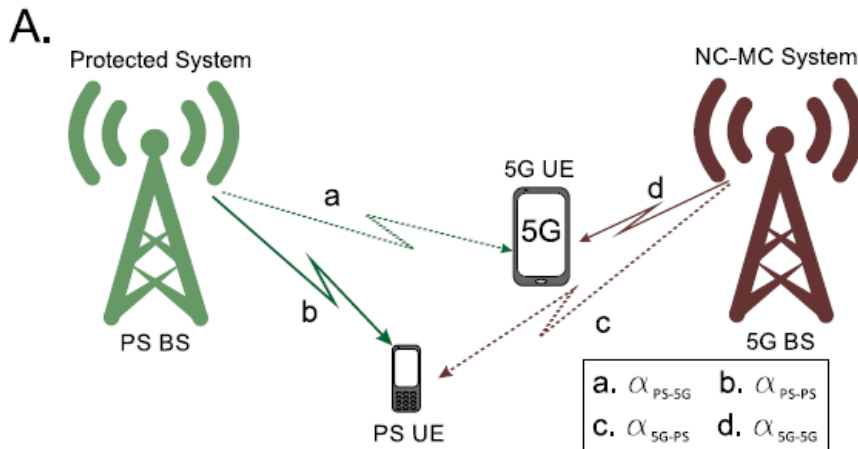 A.
Protected System
NC-MC System
5G UE
a
d
5G
b
c
PS BS
5G BS
PS UE
a. α PS-5G b. α PS-PS
c. α 5G-PS d. α 5G-5G